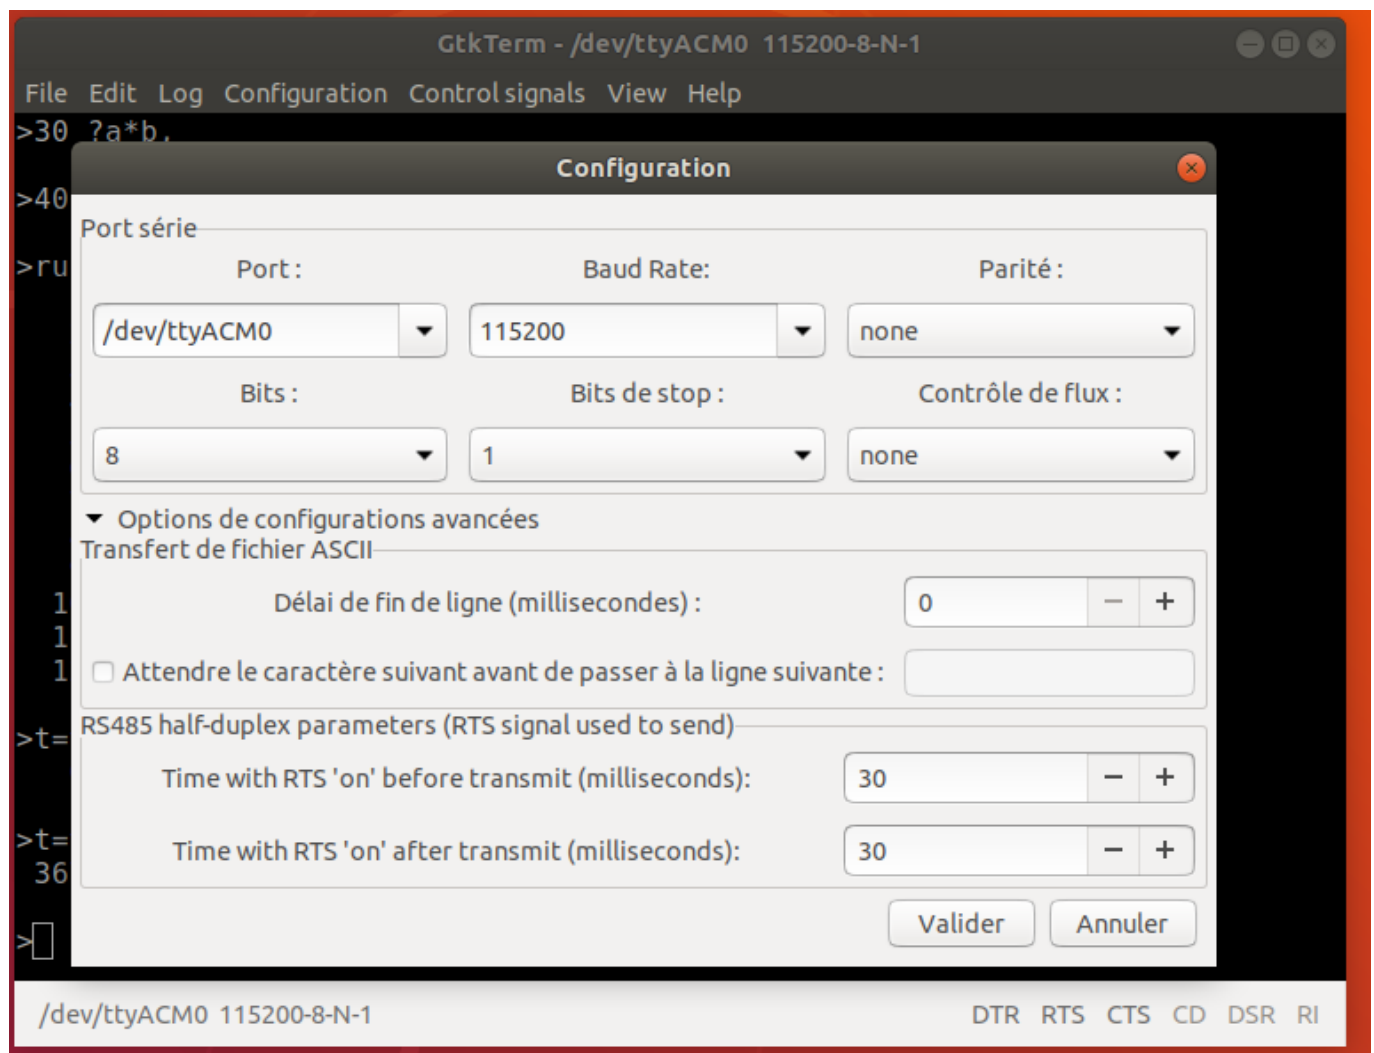 GtkTerm - /dev/ttyACM0 115200-8-N-1
File Edit Log Configuration Control signals View Help
>30 ?a*b.
Configuration
>40
Port série
>ru
Port : Baud Rate: Parité :
/dev/ttyACM0 115200 none
Bits : Bits de stop : Contrôle de flux :
8 1 none
Options de configurations avancées
Transfert de fichier ASCII
1
Délai de fin de ligne (millisecondes) : 0 − +
1
1
Attendre le caractère suivant avant de passer à la ligne suivante :
RS485 half-duplex parameters (RTS signal used to send)
>t=
Time with RTS 'on' before transmit (milliseconds): 30 − +
>t=
Time with RTS 'on' after transmit (milliseconds): 30 − +
36
Valider Annuler
>
/dev/ttyACM0 115200-8-N-1 DTR RTS CTS CD DSR RI